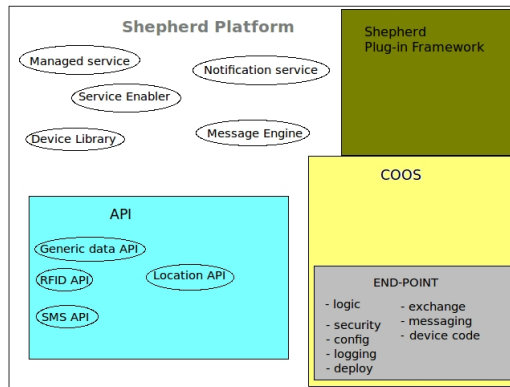 Shepherd Platform
Shepherd
Plug-in Framework
Managed service
Notification service
Service Enabler
Device Library
Message Engine
COOS
API
Generic data API
Location API
RFID API
SMS API
END-POINT
- logic
- security
- config
- logging
- deploy
- exchange
- messaging
- device code